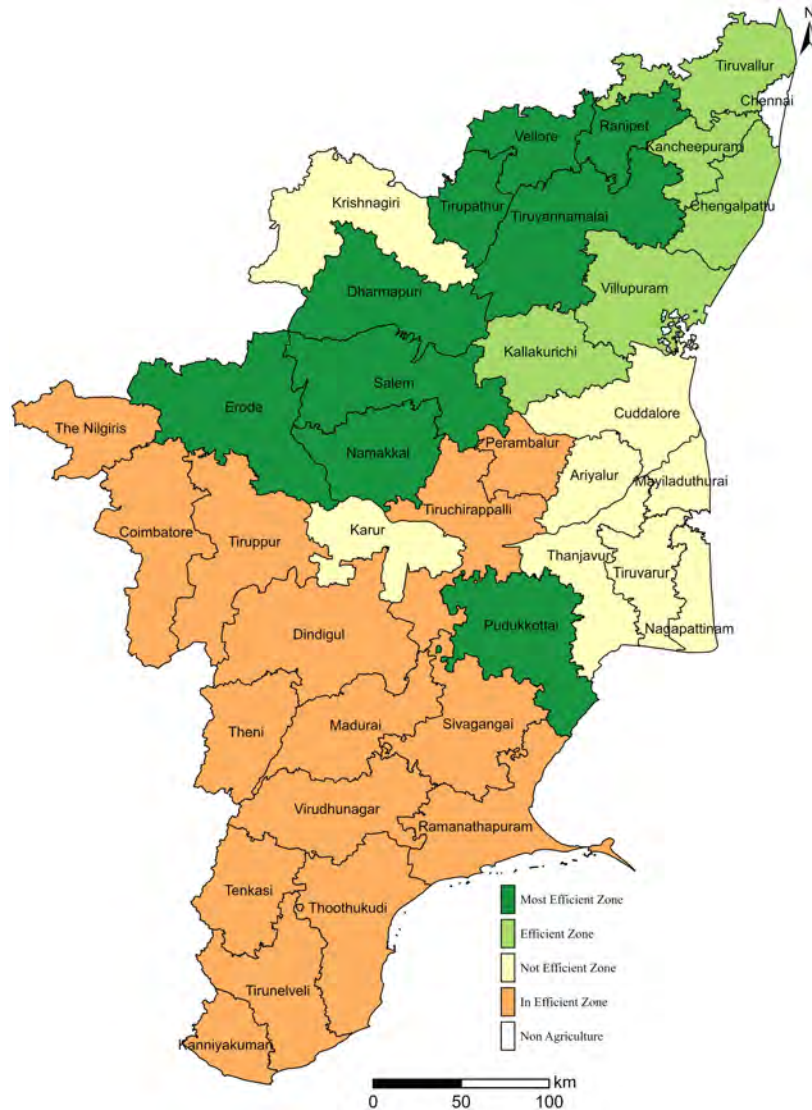 N
Tiruvallur
Chennai
Ranipet
Vellore
Kancheepuram
Krishnagiri
Tirupathur
Chengalpattu
Tiruvannamalai
Villupuram
Dharmapuri
Kallakurichi
Salem
Erode
Cuddalore
The Nilgiris
Perambalur
Namakkal
Ariyalur
Mayiladuthurai
Tiruchirappalli
Coimbatore
Karur
Tiruppur
Thanjavur
Tiruvarur
Pudukkottai
Nagapattinam
Dindigul
Madurai
Sivagangai
Theni
Virudhunagar
Ramanathapuram
Tenkasi
Thoothukudi
Tirunelveli
Kanniyakumari
Most Efficient Zone
Efficient Zone
Not Efficient Zone
In Efficient Zone
Non Agriculture
km
0 50 100